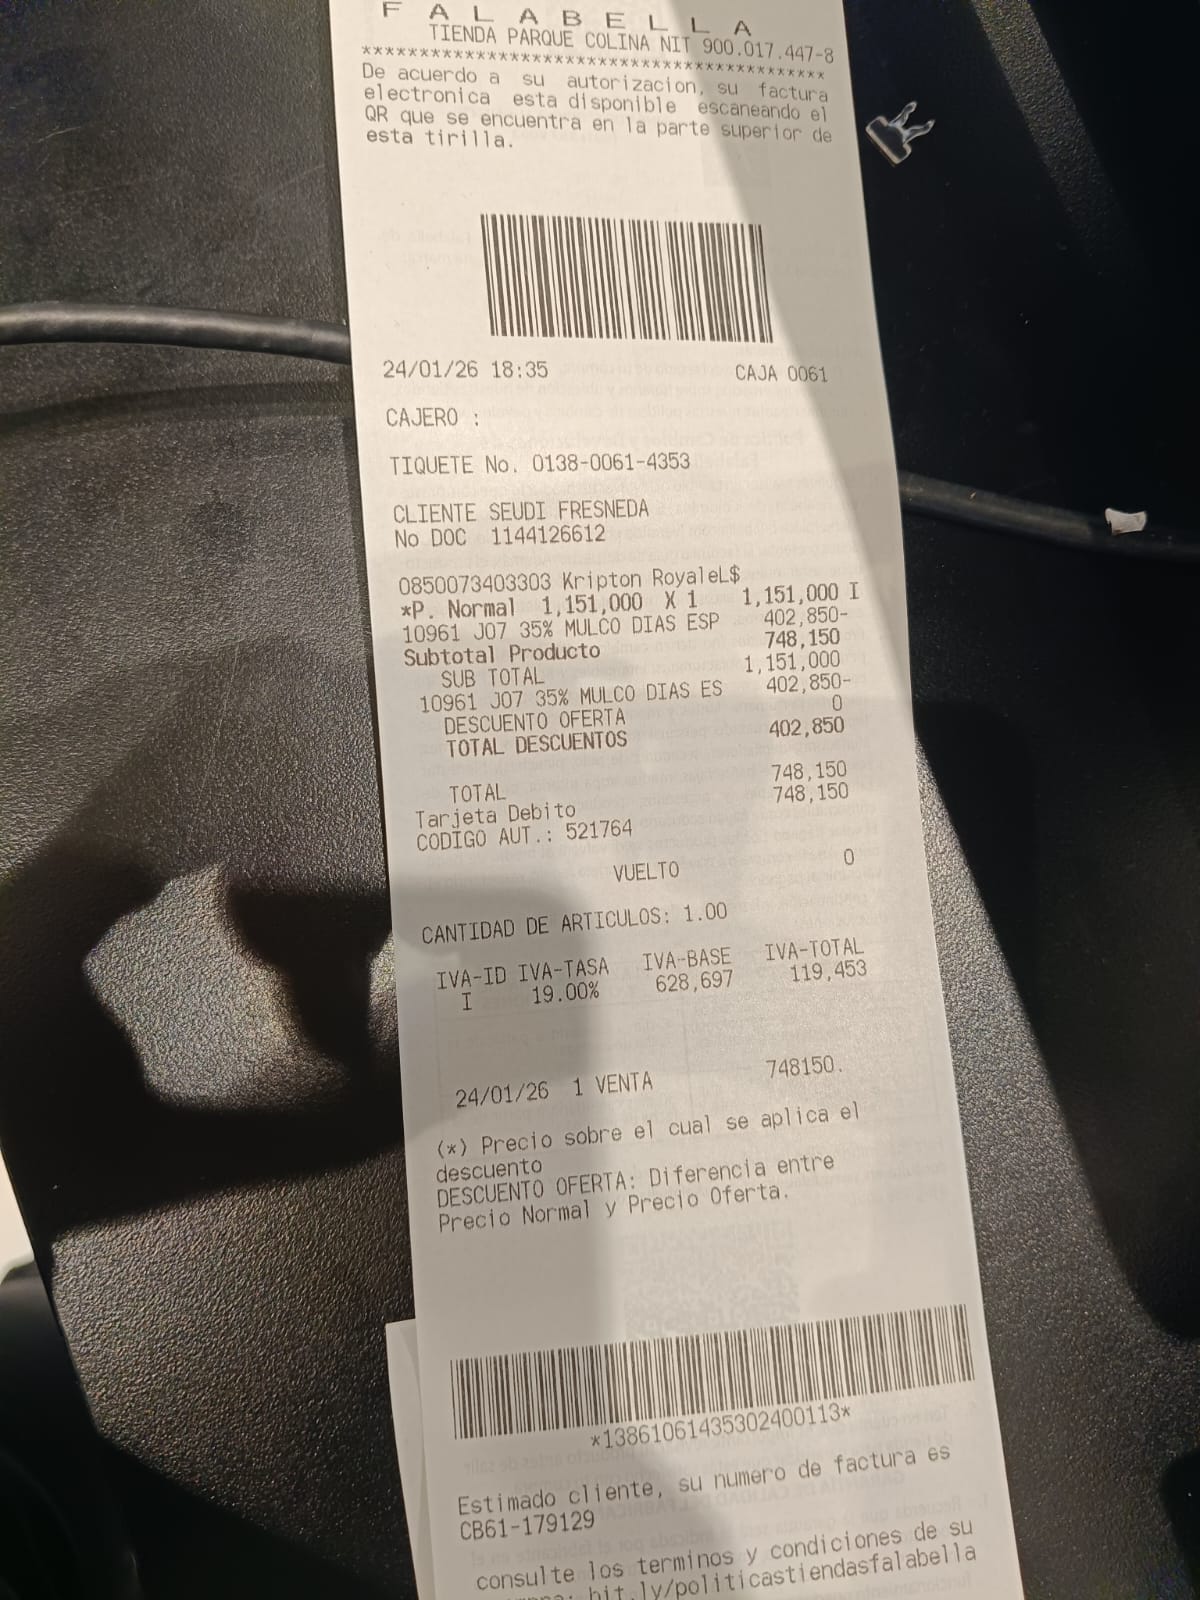 F A L A B E L L A
TIENDA PARQUE COLINA NIT 900.017.447-8
****************************************
De acuerdo a su autorizacion, su factura
electronica esta disponible escaneando el
QR que se encuentra en la parte superior de
esta tirilla.
24/01/26 18:35 CAJA 0061
CAJERO :
TIQUETE No. 0138-0061-4353
CLIENTE SEUDI FRESNEDA
No DOC 1144126612
0850073403303 Kripton RoyaleL$
*P. Normal 1,151,000 X 1 1,151,000 I
10961 J07 35% MULCO DIAS ESP 402,850-
Subtotal Producto 748,150
SUB TOTAL 1,151,000
10961 J07 35% MULCO DIAS ES 402,850-
DESCUENTO OFERTA 0
TOTAL DESCUENTOS 402,850
TOTAL 748,150
Tarjeta Debito 748,150
CODIGO AUT.: 521764
VUELTO 0
CANTIDAD DE ARTICULOS: 1.00
IVA-ID IVA-TASA IVA-BASE IVA-TOTAL
I 19.00% 628,697 119,453
24/01/26 1 VENTA 748150.
(*) Precio sobre el cual se aplica el
descuento
DESCUENTO OFERTA: Diferencia entre
Precio Normal y Precio Oferta.
*13861061435302400113*
Estimado cliente, su numero de factura es
CB61-179129
consulte los terminos y condiciones de su
bit.ly/politicastiendasfalabella